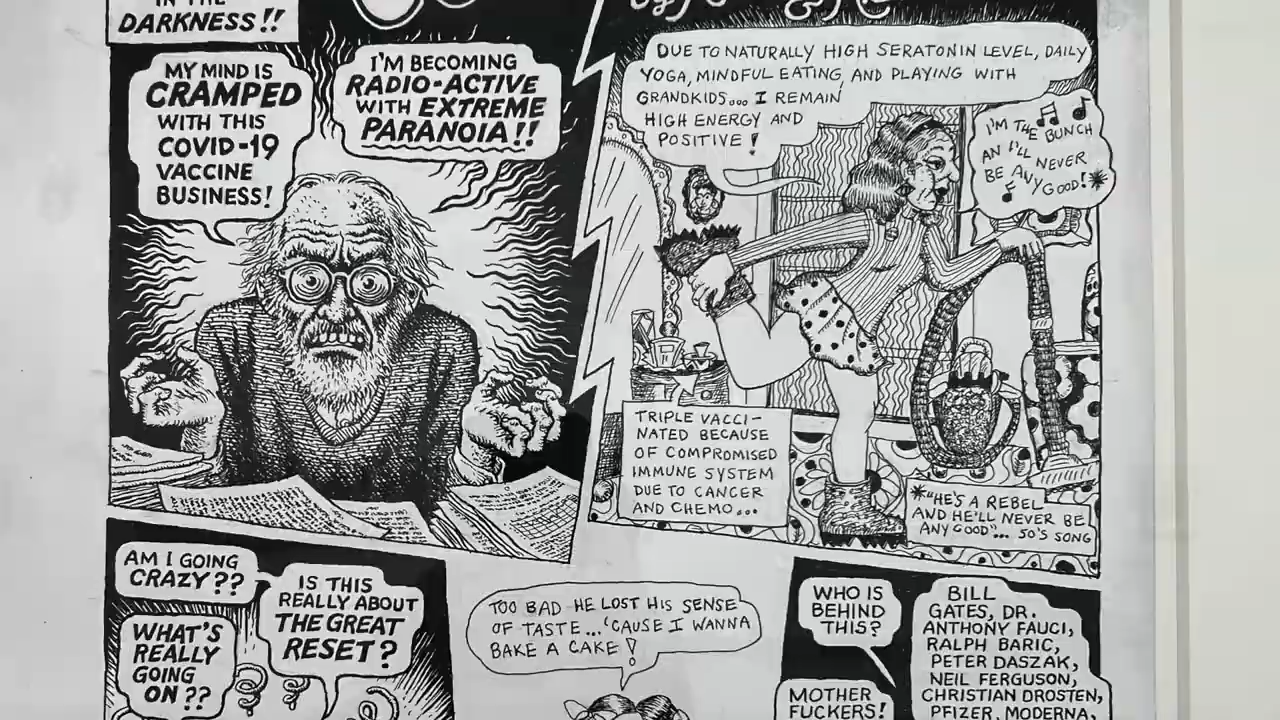 IN THE
DARKNESS!!
MY MIND IS
CRAMPED
WITH THIS
COVID-19
VACCINE
BUSINESS!
I'M BECOMING
RADIO-ACTIVE
WITH EXTREME
PARANOIA!!
DUE TO NATURALLY HIGH SERATONIN LEVEL, DAILY
YOGA, MINDFUL EATING, AND PLAYING WITH
GRANDKIDS... I REMAIN
HIGH ENERGY AND
POSITIVE!
I'M THE BUNCH
AN I'LL NEVER
BE ANY GOOD!*
TRIPLE VACCI-
NATED BECAUSE
OF COMPROMISED
IMMUNE SYSTEM
DUE TO CANCER
AND CHEMO...
*"HE'S A REBEL
AND HE'LL NEVER BE
ANY GOOD"... 50'S SONG
AM I GOING
CRAZY??
IS THIS
REALLY ABOUT
THE GREAT
RESET?
WHAT'S
REALLY
GOING
ON??
TOO BAD HE LOST HIS SENSE
OF TASTE... 'CAUSE I WANNA
BAKE A CAKE!
WHO IS
BEHIND
THIS?
BILL
GATES, DR.
ANTHONY FAUCI,
RALPH BARIC,
PETER DASZAK,
NEIL FERGUSON,
CHRISTIAN DROSTEN,
PFIZER, MODERNA,
MOTHER
FUCKERS!